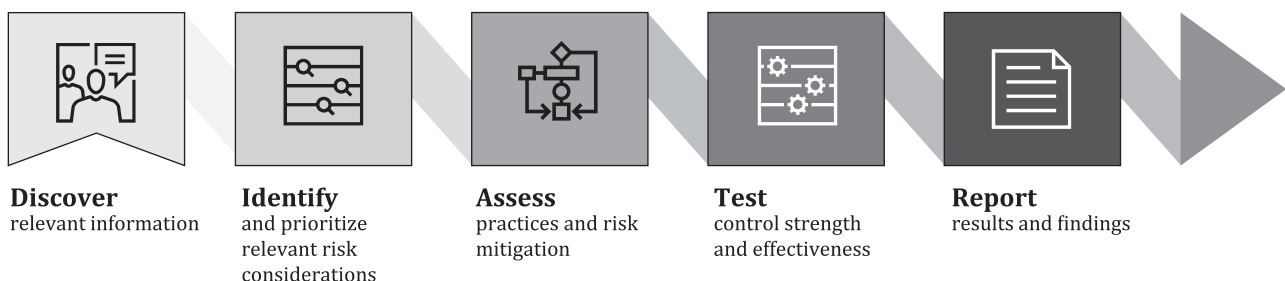 Discover
relevant information
Identify
and prioritize
relevant risk
considerations
Assess
practices and risk
mitigation
Test
control strength
and effectiveness
Report
results and findings